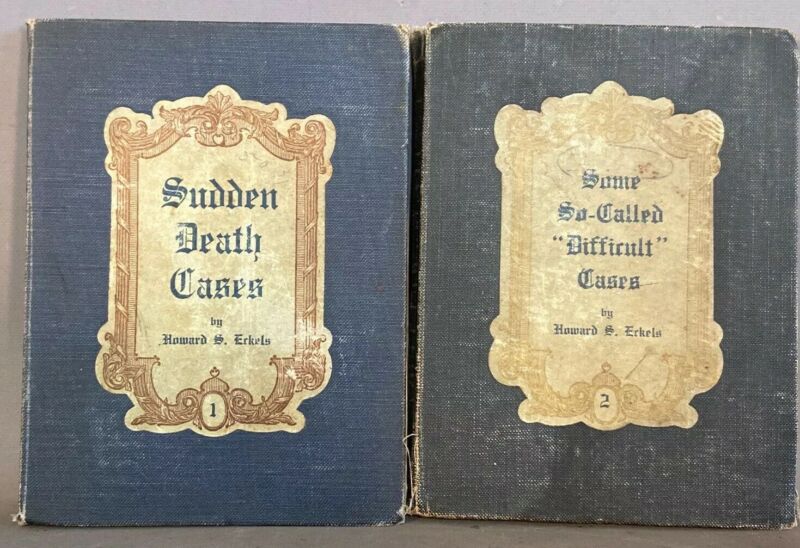 Sudden
Death
Cases
by
Howard S. Eckels
1
Some
So-Called
"Difficult"
Cases
by
Howard S. Eckels
2